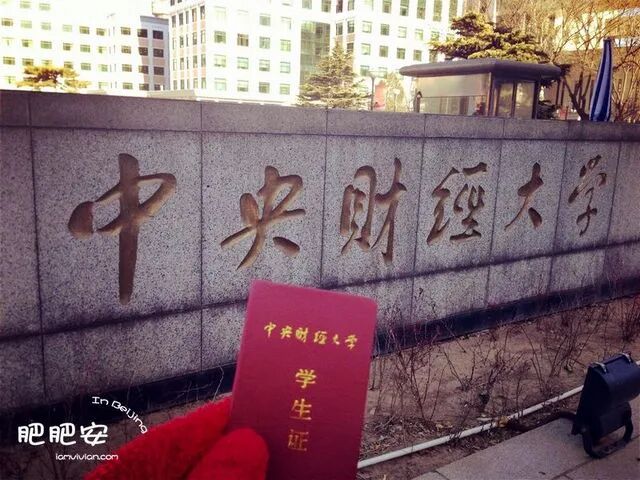 中央财经大学
中央财经大学
学生证
肥肥安
In Beijing
iamvivian.com